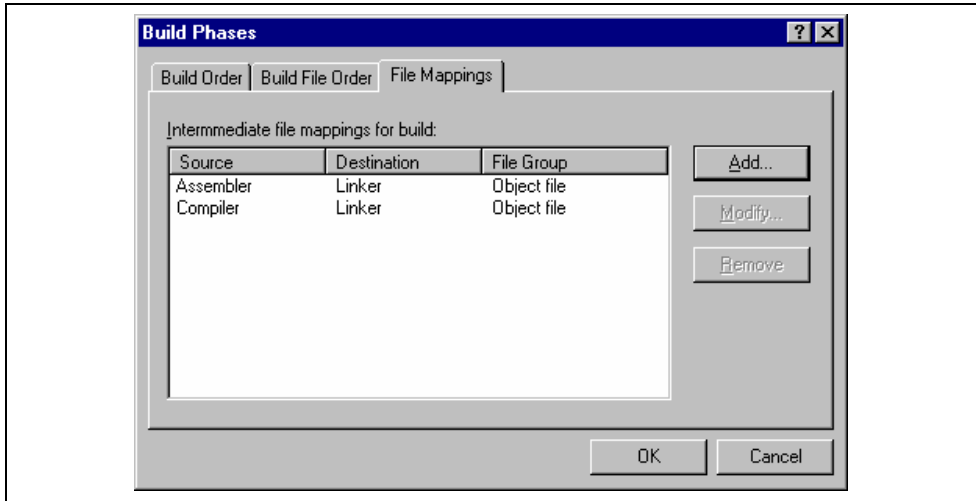 Build Phases
Build Order Build File Order File Mappings
Intermmediate file mappings for build:
Source Destination File Group
Assembler Linker Object file
Compiler Linker Object file
Add...
Modify...
Remove
OK Cancel